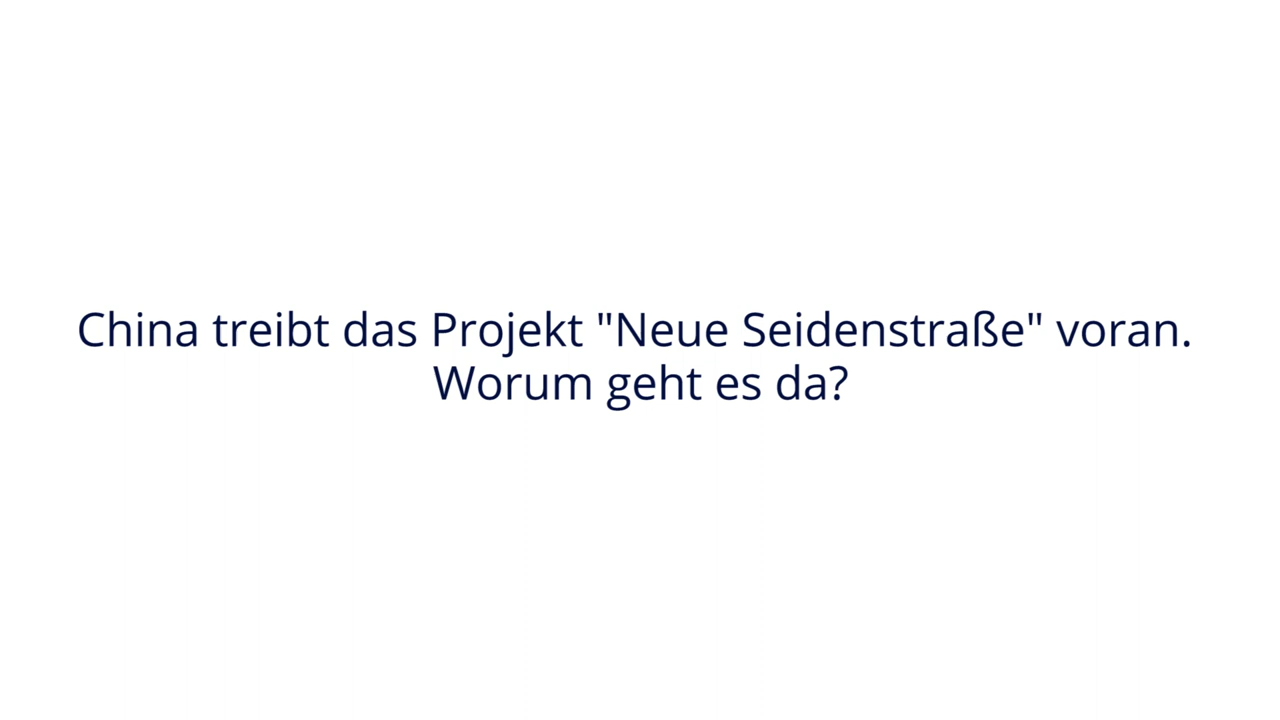 China treibt das Projekt "Neue Seidenstraße" voran.
Worum geht es da?